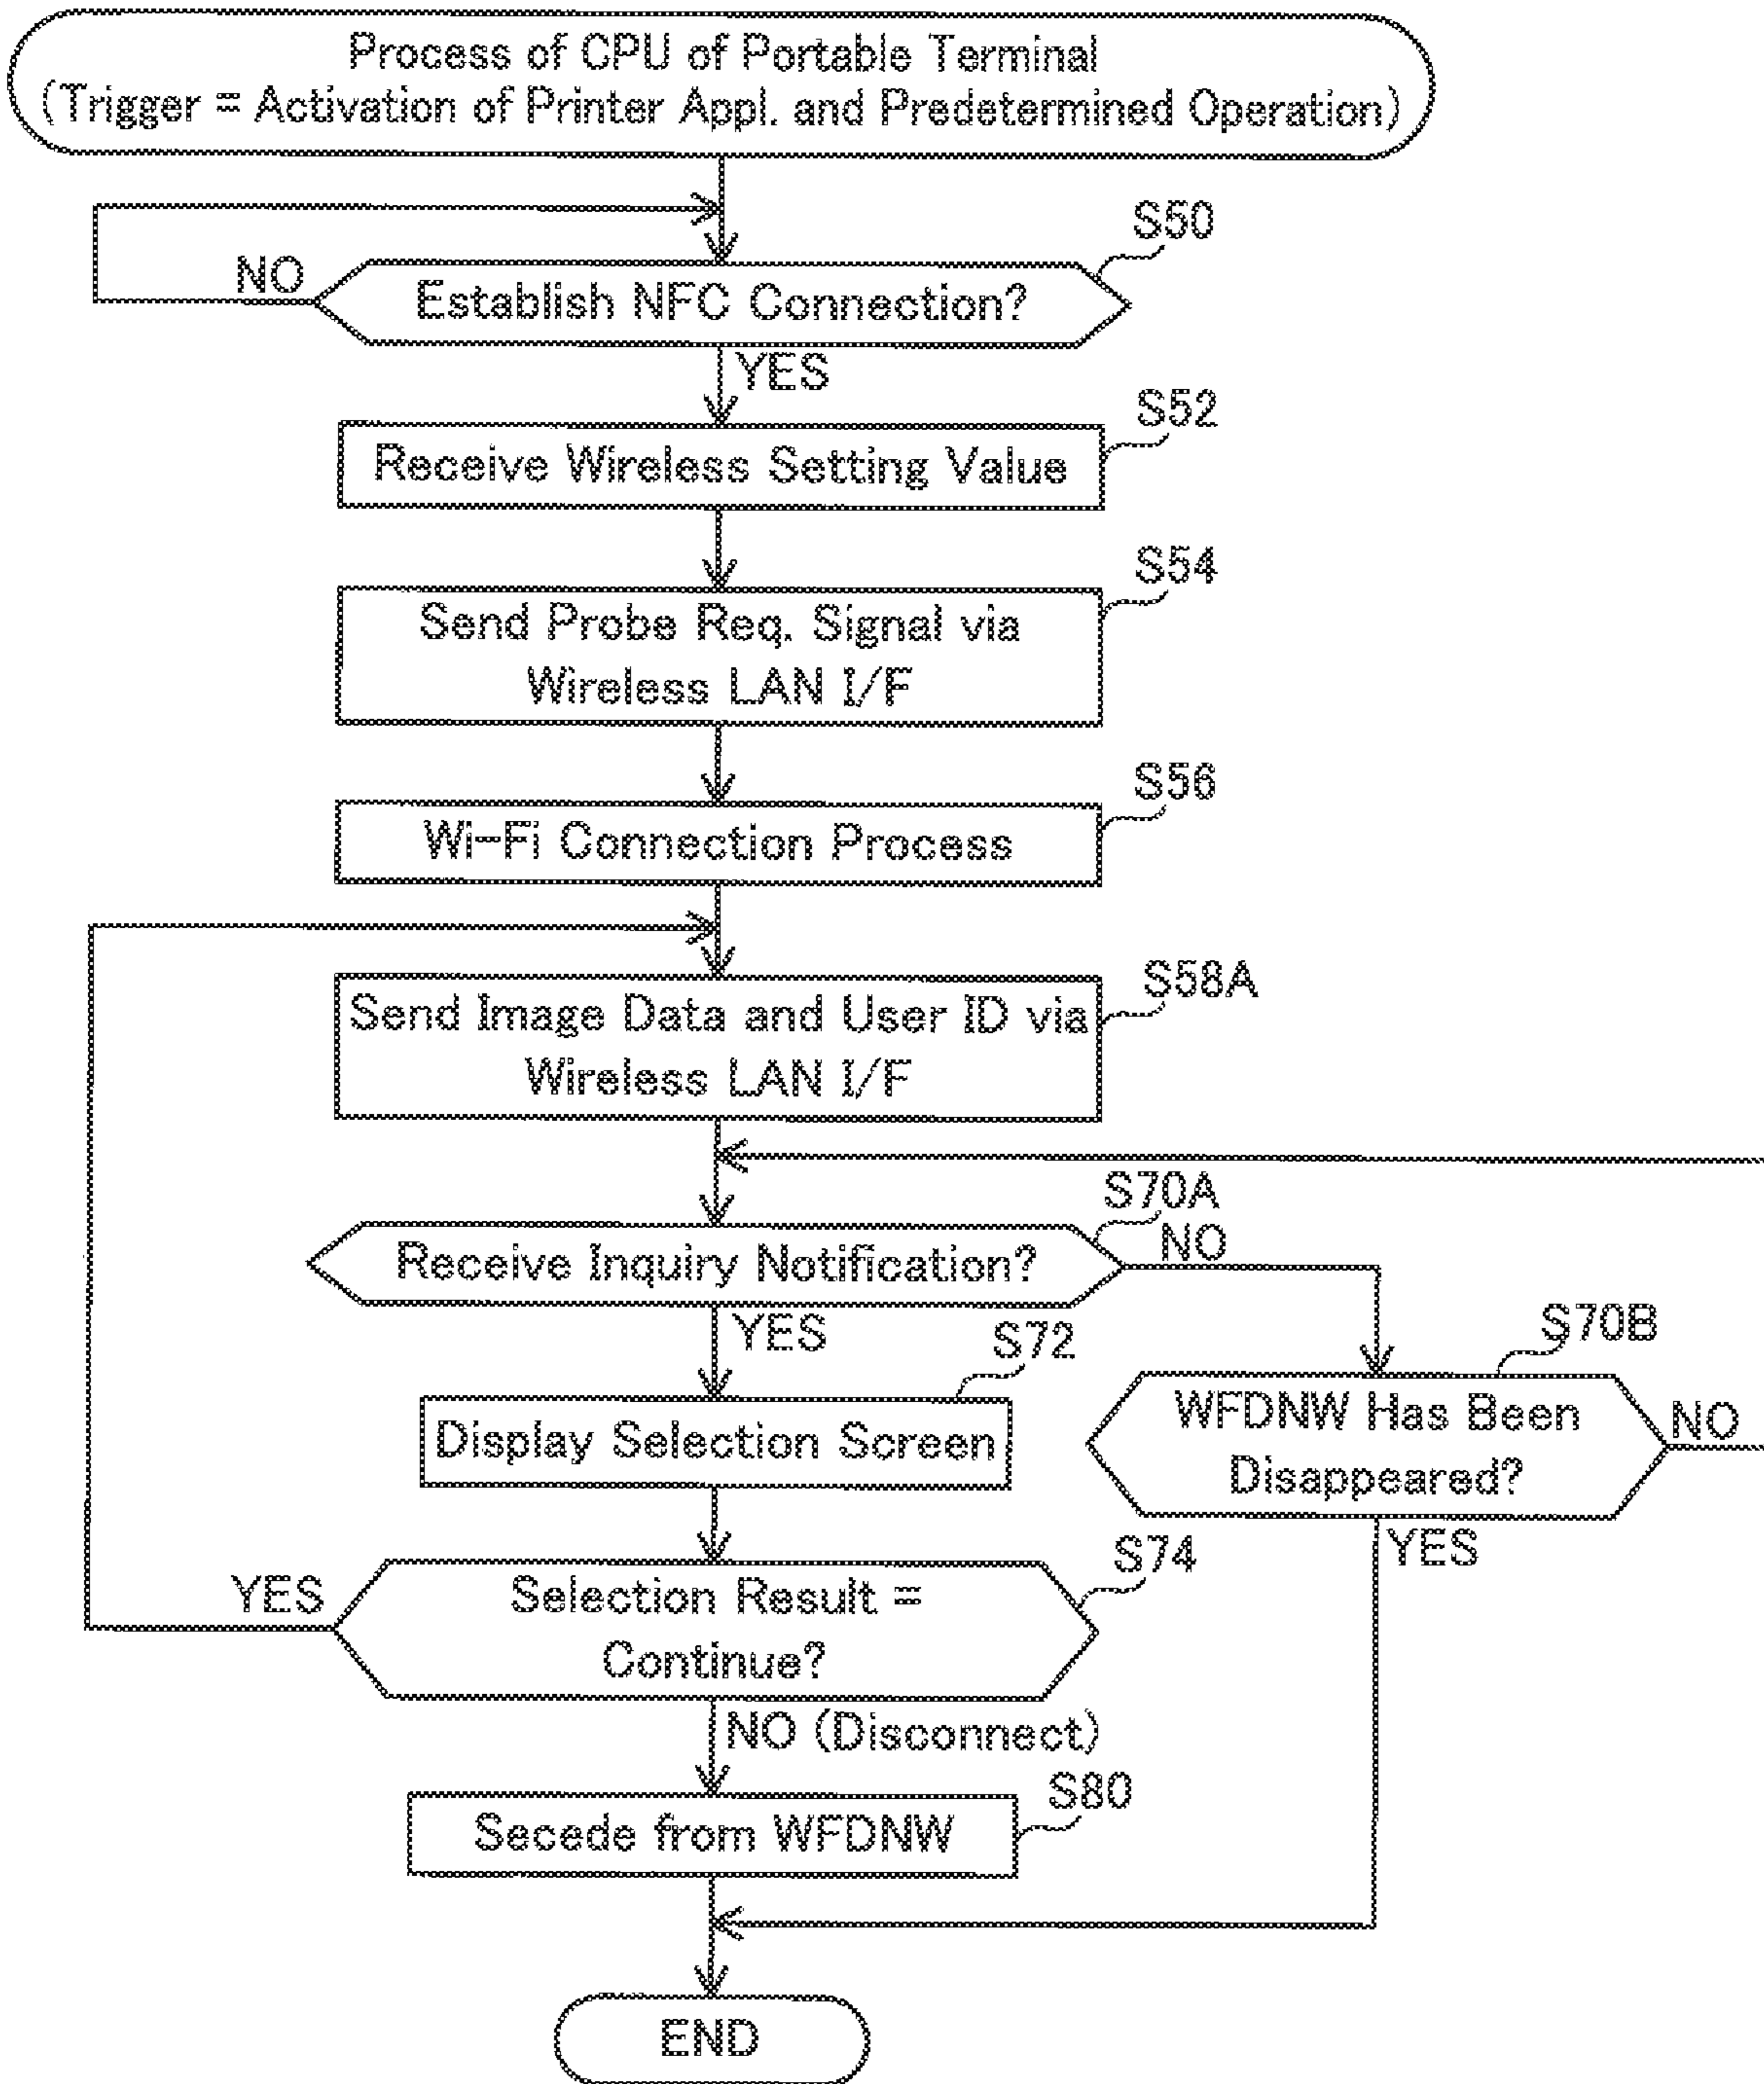 Process of CPU of Portable Terminal
(Trigger = Activation of Printer Appl. and Predetermined Operation)
S50
NO
Establish NFC Connection?
YES
S52
Receive Wireless Setting Value
S54
Send Probe Req. Signal via
Wireless LAN I/F
S56
Wi-Fi Connection Process
S58A
Send Image Data and User ID via
Wireless LAN I/F
S70A
Receive Inquiry Notification?
NO
YES
S72
S70B
Display Selection Screen
WFDNW Has Been
Disappeared?
NO
YES
S74
YES
Selection Result =
Continue?
NO (Disconnect)
S80
Secede from WFDNW
END